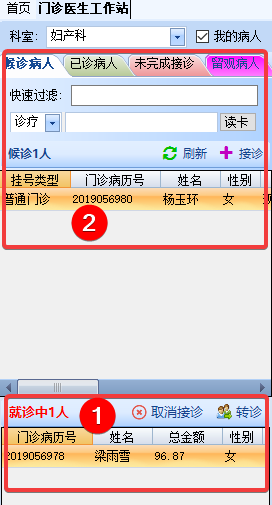 首页 门诊医生工作站
科室： 妇产科 我的病人
候诊病人 已诊病人 未完成接诊 留观病人
快速过滤：
诊疗 读卡
候诊1人 刷新 接诊
挂号类型 门诊病历号 姓名 性别
普通门诊 2019056980 杨玉环 女
2
就诊中1人 1 取消接诊 转诊
门诊病历号 姓名 总金额 性别
2019056978 梁雨雪 96.87 女